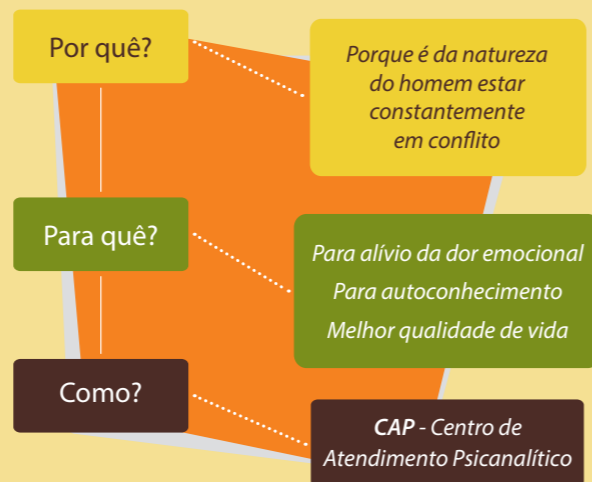 Por quê?
Porque é da natureza
do homem estar
constantemente
em conflito
Para quê?
Para alívio da dor emocional
Para autoconhecimento
Melhor qualidade de vida
Como?
CAP - Centro de
Atendimento Psicanalítico